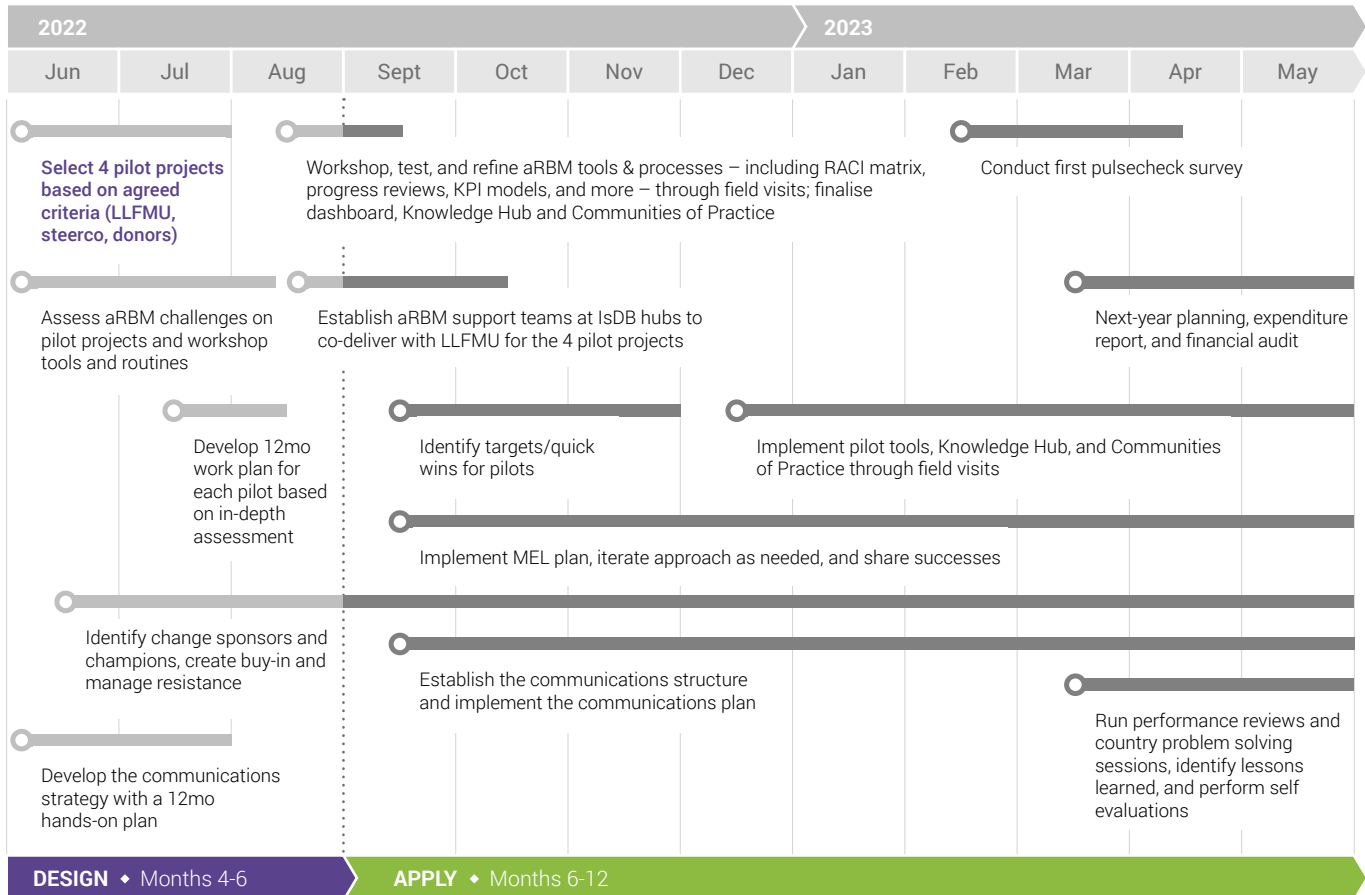 2022
2023
Jun
Jul
Aug
Sept
Oct
Nov
Dec
Jan
Feb
Mar
Apr
May
Select 4 pilot projects
based on agreed
criteria (LLFMU,
steerco, donors)
Workshop, test, and refine aRBM tools & processes – including RACI matrix,
progress reviews, KPI models, and more – through field visits; finalise
dashboard, Knowledge Hub and Communities of Practice
Conduct first pulsecheck survey
Assess aRBM challenges on
pilot projects and workshop
tools and routines
Establish aRBM support teams at IsDB hubs to
co-deliver with LLFMU for the 4 pilot projects
Next-year planning, expenditure
report, and financial audit
Develop 12mo
work plan for
each pilot based
on in-depth
assessment
Identify targets/quick
wins for pilots
Implement pilot tools, Knowledge Hub, and Communities
of Practice through field visits
Implement MEL plan, iterate approach as needed, and share successes
Identify change sponsors and
champions, create buy-in and
manage resistance
Establish the communications structure
and implement the communications plan
Run performance reviews and
country problem solving
sessions, identify lessons
learned, and perform self
evaluations
Develop the communications
strategy with a 12mo
hands-on plan
DESIGN ◆ Months 4-6
APPLY ◆ Months 6-12